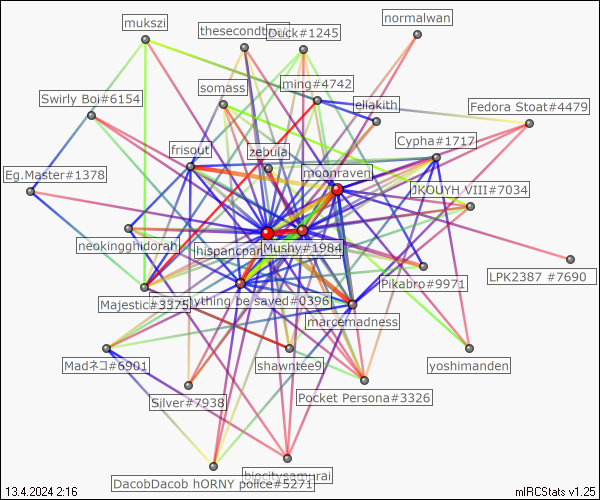 mukszi
thesecondt
Duck#1245
normalwan
Swirly Boi#6154
somass
ming#4742
eliakith
Fedora Stoat#4479
frisout
zebula
Cypha#1717
Eg.Master#1378
moonraven
JKOUYH VIII#7034
neokingghidorah
Mushy#1984
LPK2387 #7690
Majestic#3375
ything be saved#0396
Pikabro#9971
marcemadness
Madネコ#6901
shawntee9
yoshimanden
Silver#7938
Pocket Persona#3326
bigcitysamurai
DacobDacob hORNY police#5271
13.4.2024 2:16
mIRCStats v1.25